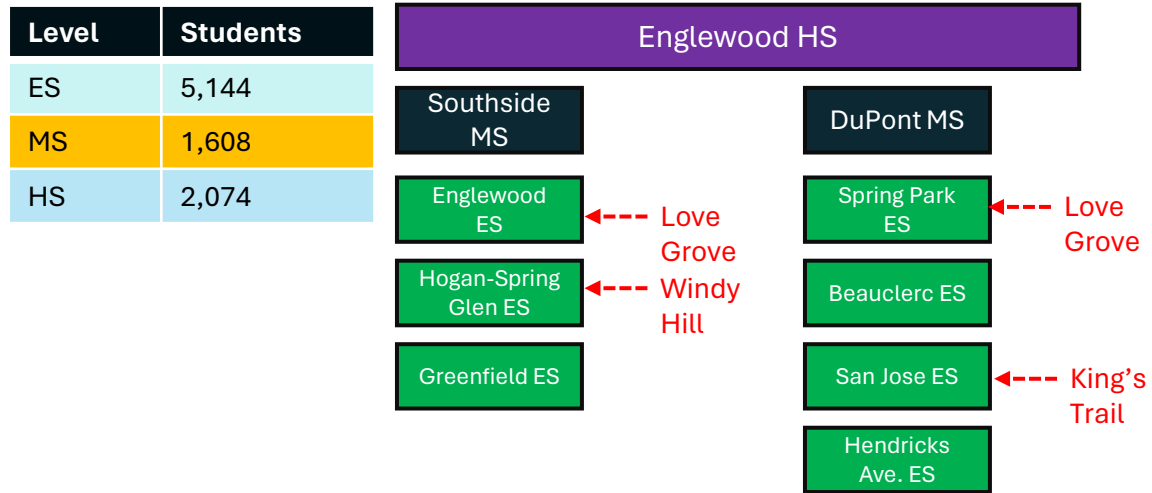 Level Students
ES 5,144
MS 1,608
HS 2,074
Englewood HS
Southside
MS
DuPont MS
Englewood
ES
Love
Grove
Spring Park
ES
Love
Grove
Hogan-Spring
Glen ES
Windy
Hill
Beauclerc ES
Greenfield ES
San Jose ES
King's
Trail
Hendricks
Ave. ES